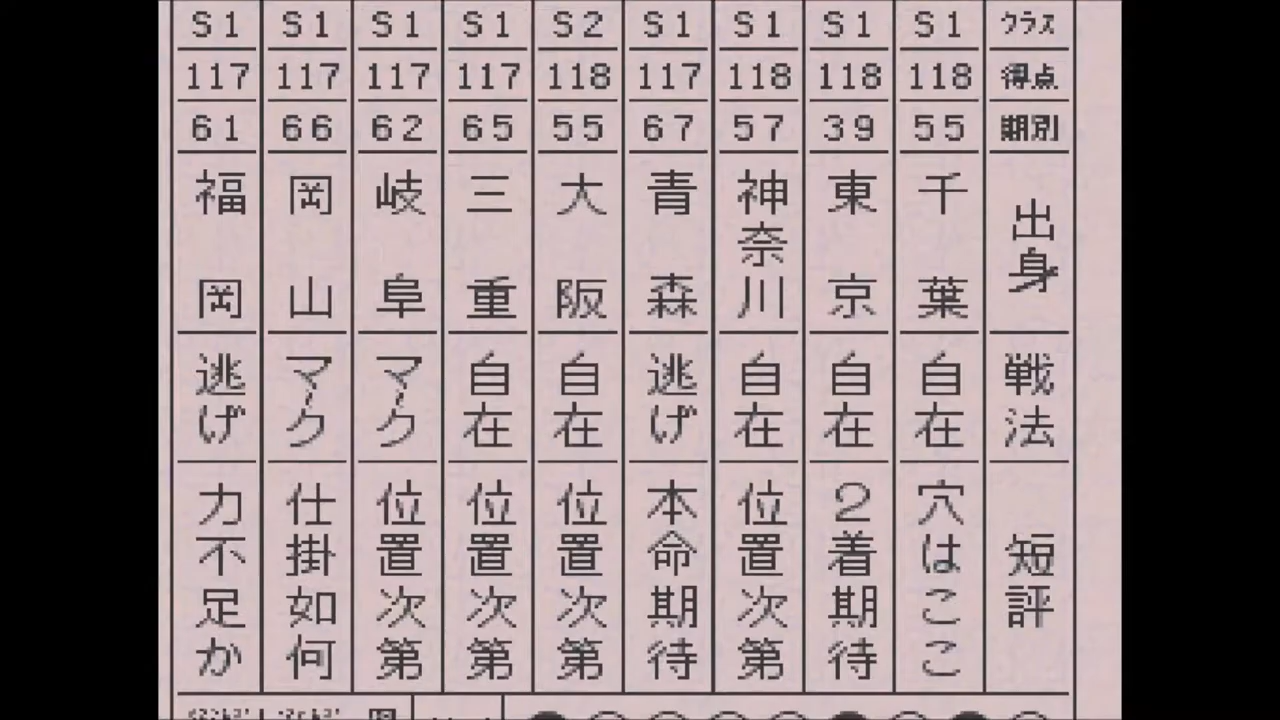 クラス S1 S1 S1 S1 S2 S1 S1 S1 S1
得点 118 118 118 117 118 117 117 117 117
期別 55 39 57 67 55 65 62 66 61
出身 千葉 東京 神奈川 青森 大阪 三重 岐阜 岡山 福岡
戦法 自在 自在 自在 逃げ 自在 自在 マーク マーク 逃げ
短評 穴はここ 2着期待 位置次第 本命期待 位置次第 位置次第 位置次第 仕掛如何 力不足か